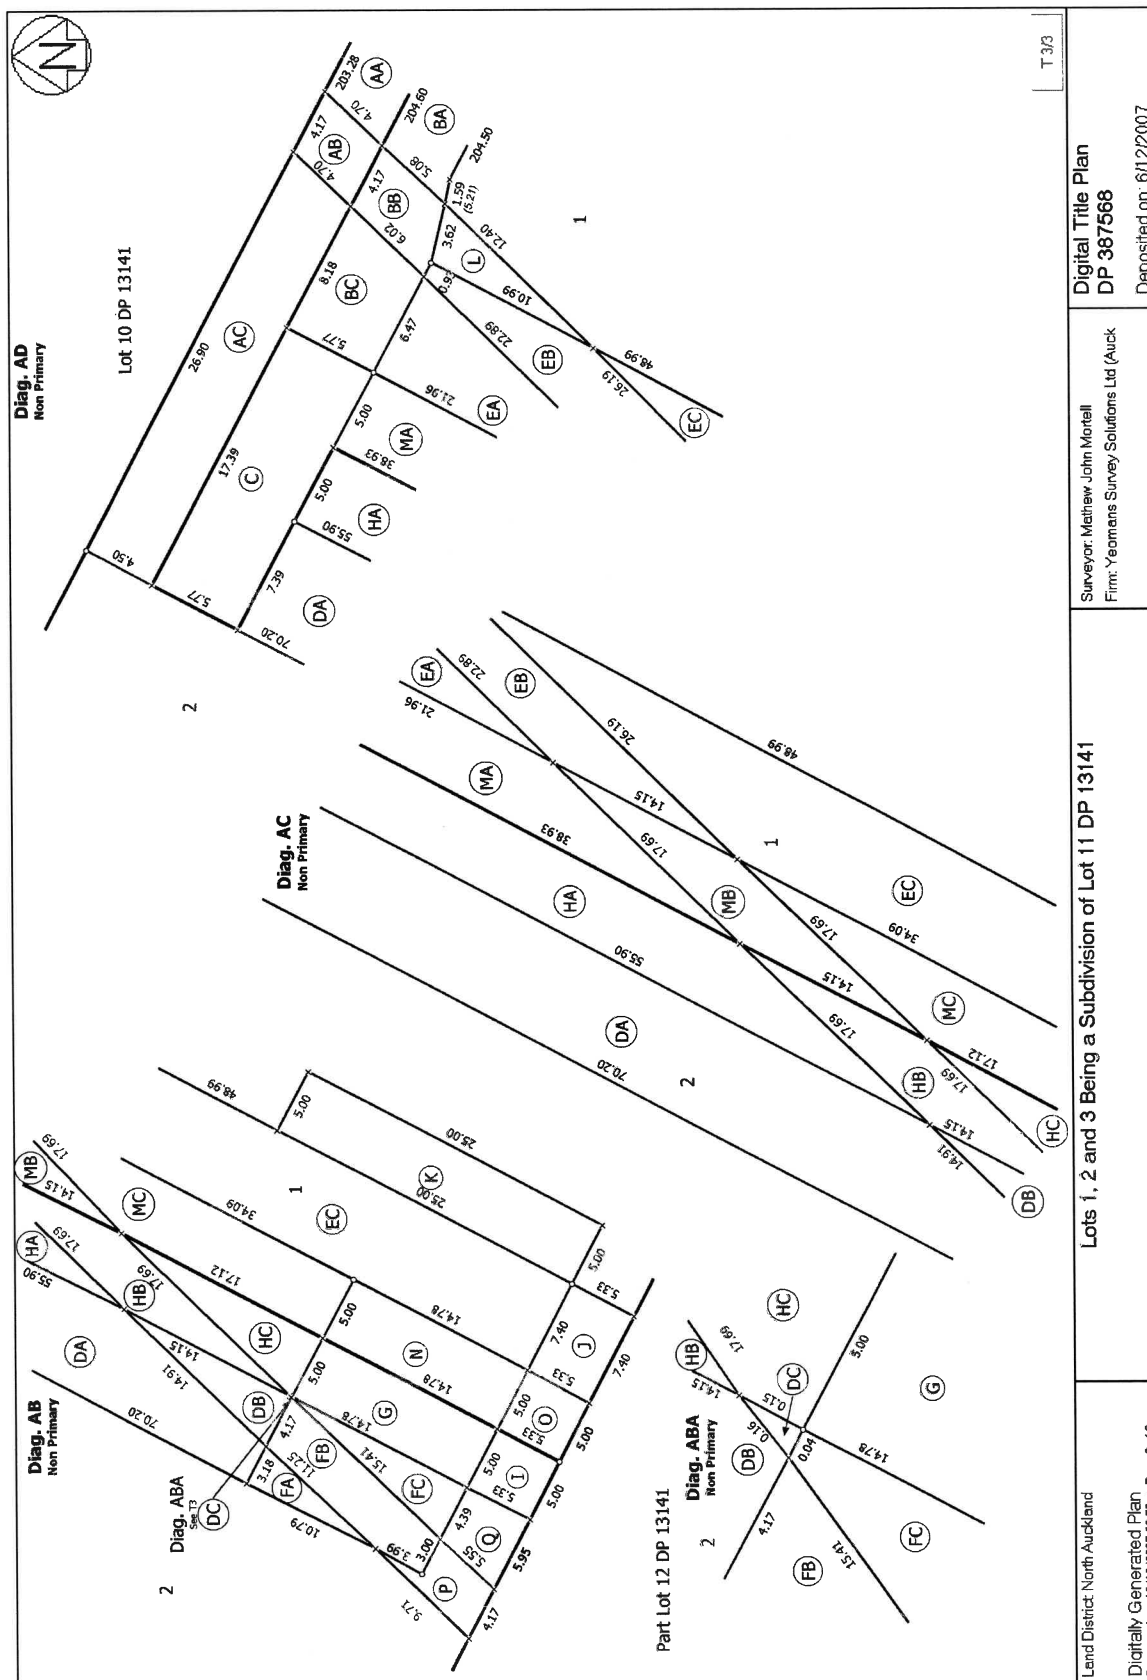 N
T 3/3
Diag. AD
Non Primary
Lot 10 DP 13141
203.28
AA
4.17
4.70
AB
4.70
204.60
BA
26.90
AC
4.17
5.08
204.50
BB
1.59
(5.21)
8.18
6.02
3.62
12.40
1
BC
L
0.93
10.99
5.77
6.47
22.89
EB
48.99
17.39
C
21.96
EA
26.19
EC
5.00
MA
38.93
4.50
5.00
HA
55.90
5.77
7.39
DA
70.20
2
Diag. AC
Non Primary
EA
22.89
21.96
EB
MA
26.19
48.99
14.15
38.93
17.69
1
HA
MB
EC
55.90
17.69
34.09
14.15
DA
17.69
MC
70.20
2
HB
17.12
17.69
14.15
14.91
HC
DB
Diag. AB
Non Primary
48.99
5.00
MB
17.69
14.15
25.00
K
25.00
HA
17.69
MC
1
55.90
34.09
EC
HB
17.69
17.12
5.00
DA
14.15
HC
5.00
5.33
14.91
14.78
7.40
J
70.20
5.00
N
7.40
DB
G
14.78
5.33
4.17
14.78
5.00
O
3.18
FB
5.33
5.00
FA
11.25
15.41
5.00
I
Diag. ABA
See T3
DC
FC
5.33
5.00
10.79
4.39
Q
3.99
3.00
5.55
5.95
2
P
9.71
4.17
Part Lot 12 DP 13141
Diag. ABA
Non Primary
HC
17.69
HB
14.15
5.00
DC
0.15
0.16
G
DB
0.04
2
14.78
4.17
15.41
FC
FB
Land District: North Auckland
Digitally Generated Plan
Lots 1, 2 and 3 Being a Subdivision of Lot 11 DP 13141
Surveyor: Mathew John Mortell
Firm: Yeomans Survey Solutions Ltd (Auck
Digital Title Plan
DP 387568
Deposited on: 6/12/2007